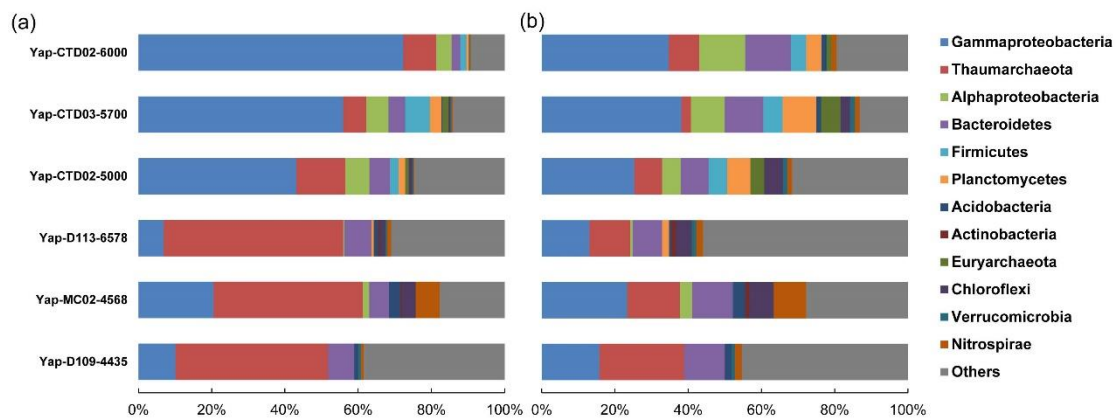 (a)
(b)
Yap-CTD02-6000
Yap-CTD03-5700
Yap-CTD02-5000
Yap-D113-6578
Yap-MC02-4568
Yap-D109-4435
0% 20% 40% 60% 80% 100%
0% 20% 40% 60% 80% 100%
Gammaproteobacteria
Thaumarchaeota
Alphaproteobacteria
Bacteroidetes
Firmicutes
Planctomycetes
Acidobacteria
Actinobacteria
Euryarchaeota
Chloroflexi
Verrucomicrobia
Nitrospirae
Others